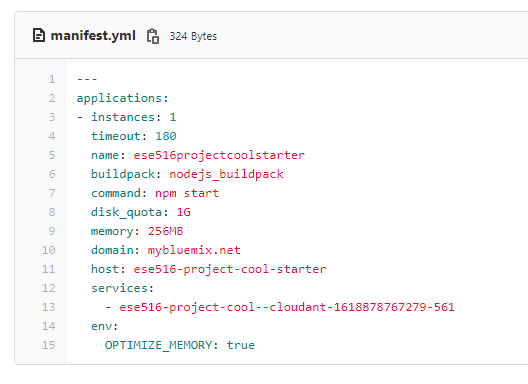 manifest.yml 324 Bytes
1 ---
2 applications:
3 - instances: 1
4   timeout: 180
5   name: ese516projectcoolstarter
6   buildpack: nodejs_buildpack
7   command: npm start
8   disk_quota: 1G
9   memory: 256MB
10   domain: mybluemix.net
11   host: ese516-project-cool-starter
12   services:
13     - ese516-project-cool--cloudant-1618878767279-561
14   env:
15     OPTIMIZE_MEMORY: true